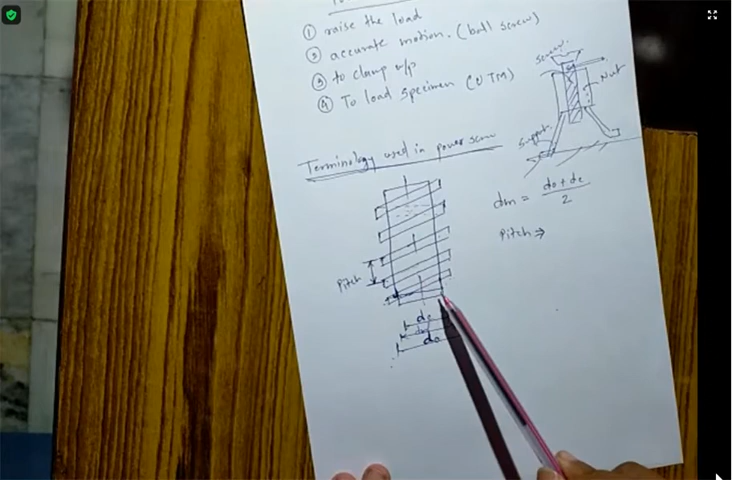 ① raise the load
② accurate motion. (ball screw)
③ to clamp w/p
④ To load specimen (UTM)
screw
Nut
Support
Terminology used in power screw
dm = do + dc / 2
Pitch ⇒
Pitch
dc
dm
do